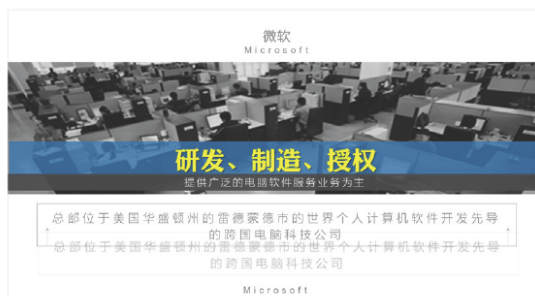 微软
Microsoft
研发、制造、授权
提供广泛的电脑软件服务业务为主
总部位于美国华盛顿州的雷德蒙德市的世界个人计算机软件开发先导
的跨国电脑科技公司
总部位于美国华盛顿州的雷德蒙德市的世界个人计算机软件开发先导
的跨国电脑科技公司
Microsoft